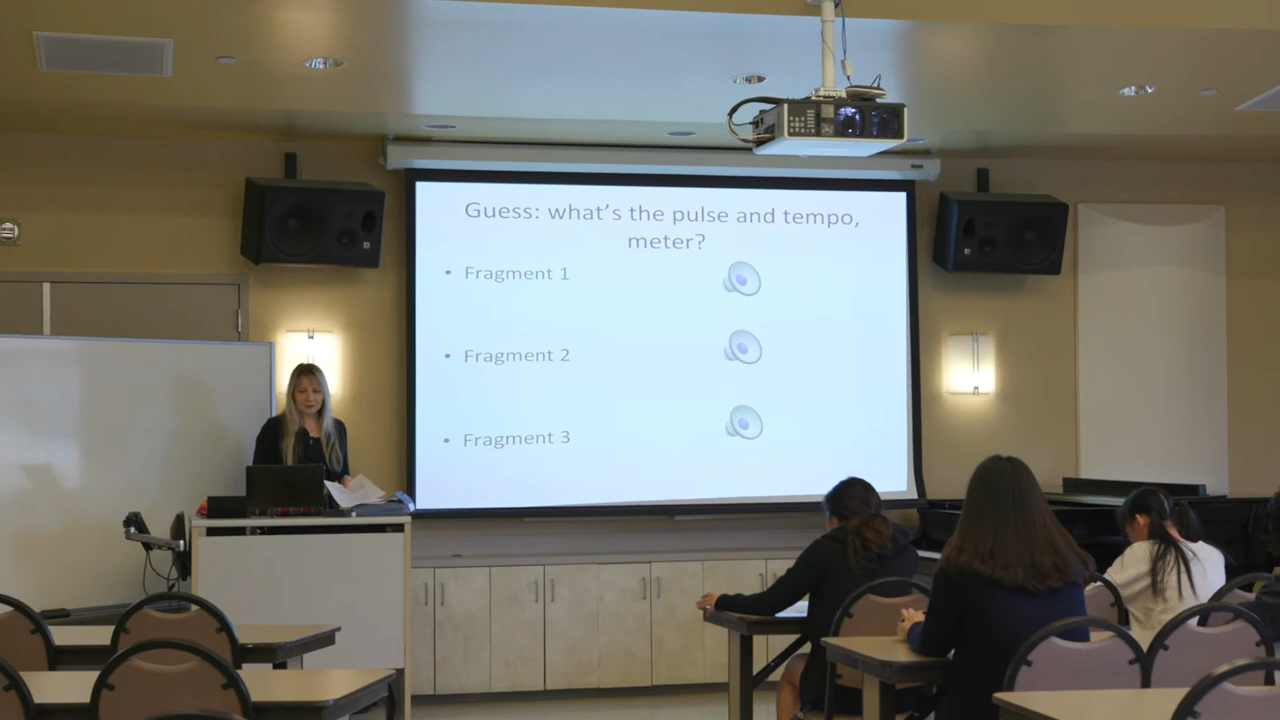 Guess: what's the pulse and tempo,
meter?
• Fragment 1
• Fragment 2
• Fragment 3